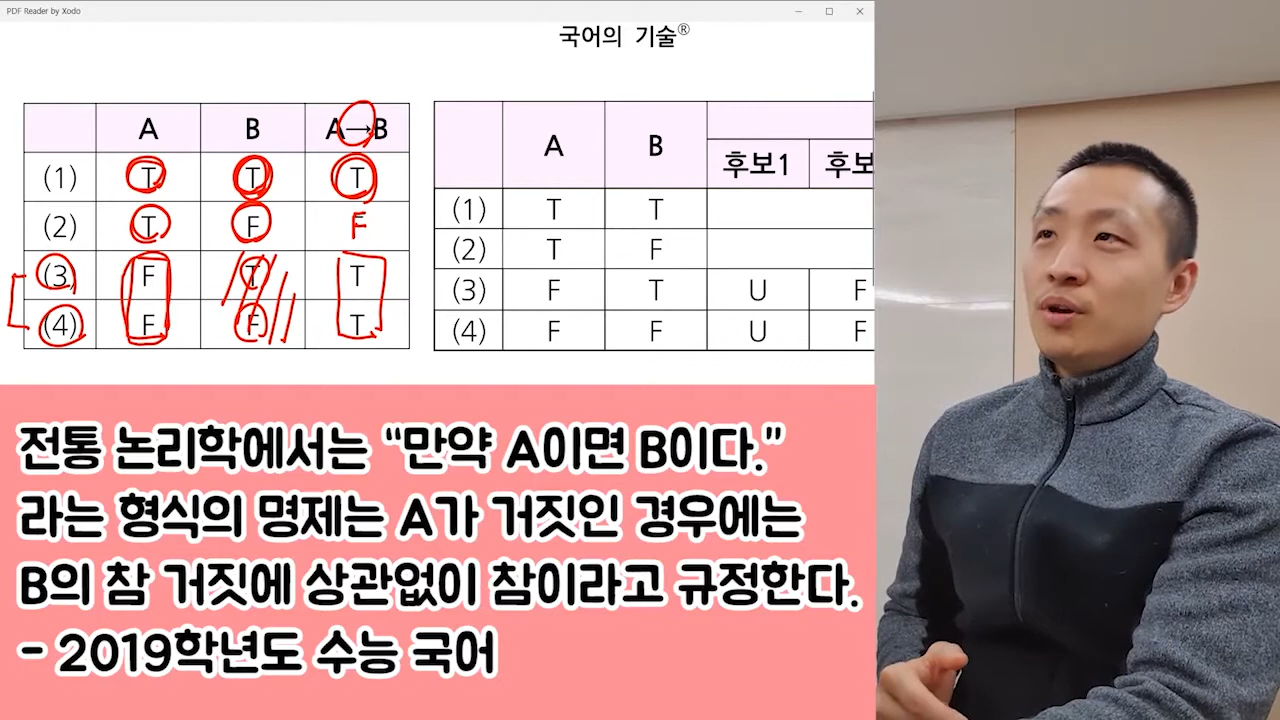 PDF Reader by Xodo
국어의 기술®
A B A→B
(1) T T T
(2) T F F
(3) F T T
(4) F F T
A B
후보1 후보
(1) T T
(2) T F
(3) F T U F
(4) F F U F
전통 논리학에서는 “만약 A이면 B이다.”
라는 형식의 명제는 A가 거짓인 경우에는
B의 참 거짓에 상관없이 참이라고 규정한다.
- 2019학년도 수능 국어